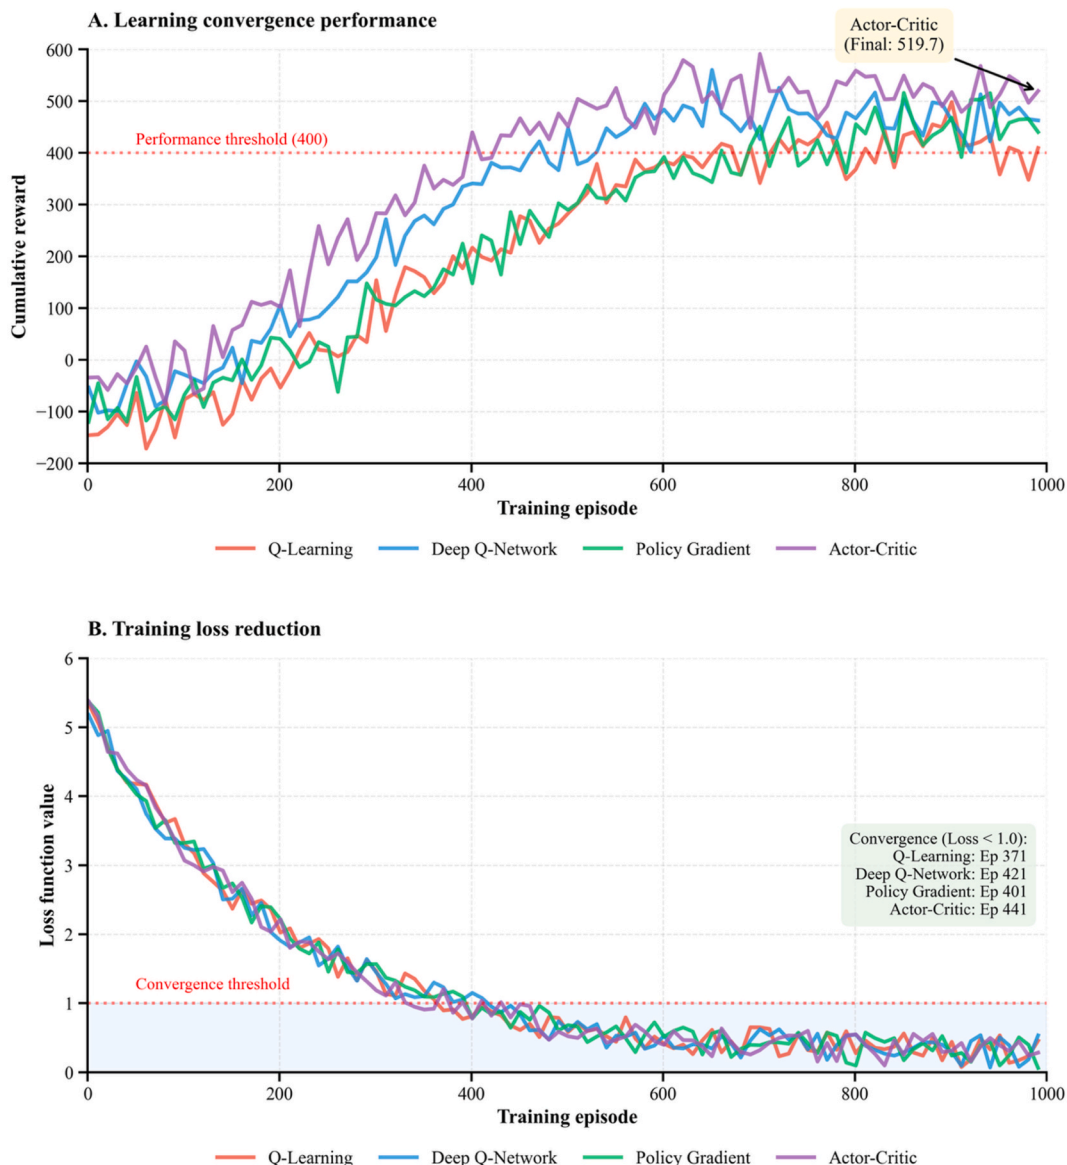 A. Learning convergence performance
Actor-Critic
(Final: 519.7)
600
500
400
300
200
100
0
−100
−200
Cumulative reward
Performance threshold (400)
0
200
400
600
800
1000
Training episode
Q-Learning
Deep Q-Network
Policy Gradient
Actor-Critic
B. Training loss reduction
6
5
4
3
2
1
0
Loss function value
Convergence (Loss < 1.0):
Q-Learning: Ep 371
Deep Q-Network: Ep 421
Policy Gradient: Ep 401
Actor-Critic: Ep 441
Convergence threshold
0
200
400
600
800
1000
Training episode
Q-Learning
Deep Q-Network
Policy Gradient
Actor-Critic